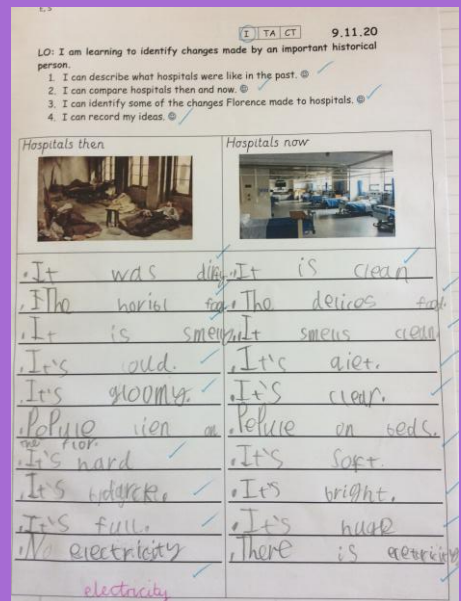 I TA CT 9.11.20
LO: I am learning to identify changes made by an important historical
person.
1. I can describe what hospitals were like in the past. ☺
2. I can compare hospitals then and now. ☺
3. I can identify some of the changes Florence made to hospitals. ☺
4. I can record my ideas. ☺
Hospitals then
Hospitals now
.It was
.The horibl
.It is smelly
.It's loud.
.It's gloomy.
.Pepule lien on
the flor.
.It's hard
.It's
.It's full.
.No electricity
electricity
.It is clean
.The delicos food.
.It smells clean.
.It's qiet.
.It's clear.
.Pepule on beds.
.It's soft.
.It's bright.
.It's huge
.There is